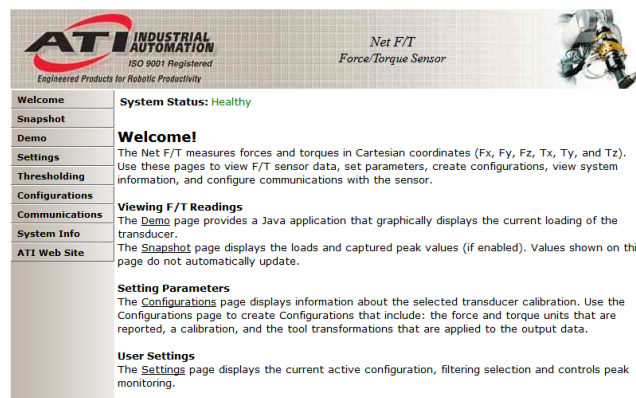 ATI INDUSTRIAL
AUTOMATION
ISO 9001 Registered
Engineered Products for Robotic Productivity
Net F/T
Force/Torque Sensor
Welcome
Snapshot
Demo
Settings
Thresholding
Configurations
Communications
System Info
ATI Web Site
System Status: Healthy
Welcome!
The Net F/T measures forces and torques in Cartesian coordinates (Fx, Fy, Fz, Tx, Ty, and Tz).
Use these pages to view F/T sensor data, set parameters, create configurations, view system
information, and configure communications with the sensor.
Viewing F/T Readings
The Demo page provides a Java application that graphically displays the current loading of the
transducer.
The Snapshot page displays the loads and captured peak values (if enabled). Values shown on thi
page do not automatically update.
Setting Parameters
The Configurations page displays information about the selected transducer calibration. Use the
Configurations page to create Configurations that include: the force and torque units that are
reported, a calibration, and the tool transformations that are applied to the output data.
User Settings
The Settings page displays the current active configuration, filtering selection and controls peak
monitoring.